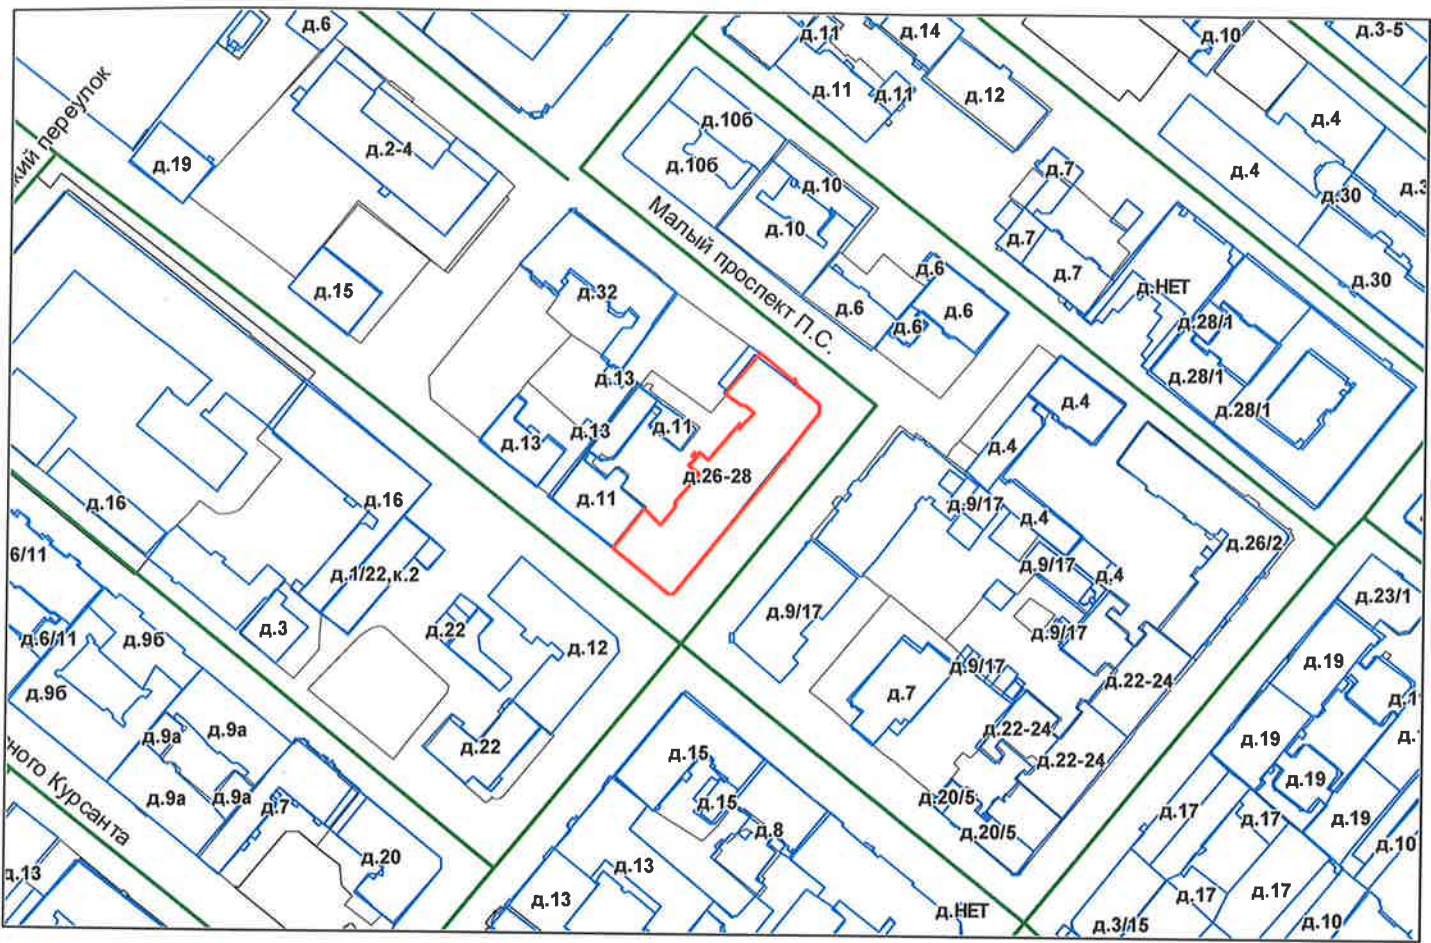 д.6
д.11
д.14
д.10
д.3-5
д.11
д.11
д.12
д.10б
д.4
д.2-4
д.19
д.10б
д.4
д.7
д.10
д.30
кий переулок
д.10
Малый проспект П.С.
д.7
д.6
д.7
д.30
д.15
д.32
д.6
д.6
д.6
д.НЕТ
д.28/1
д.28/1
д.28/1
д.13
д.4
д.13
д.13
д.11
д.4
д.11
д.26-28
д.9/17
д.4
д.16
д.16
д.26/2
6/11
д.1/22,к.2
д.9/17
д.4
д.23/1
д.9/17
д.9/17
д.3
д.22
д.12
д.6/11
д.9б
д.9б
д.9/17
д.7
д.22-24
д.19
д.9а
д.9а
д.22
д.22-24
д.22-24
д.19
д.15
д.19
д.9а
д.9а
д.7
д.15
д.8
д.20/5
д.20/5
д.17
д.17
д.19
ного Курсанта
д.20
д.13
д.13
д.13
д.10
д.17
д.17
д.НЕТ
д.3/15
д.10